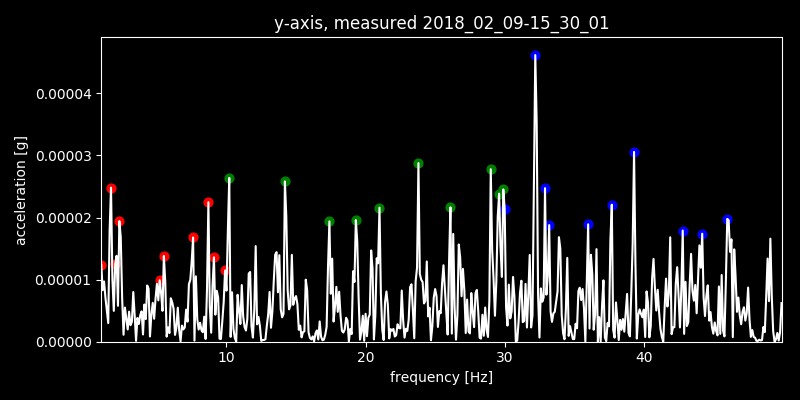 y-axis, measured 2018_02_09-15_30_01
acceleration [g]
0.00004
0.00003
0.00002
0.00001
0.00000
10 20 30 40
frequency [Hz]